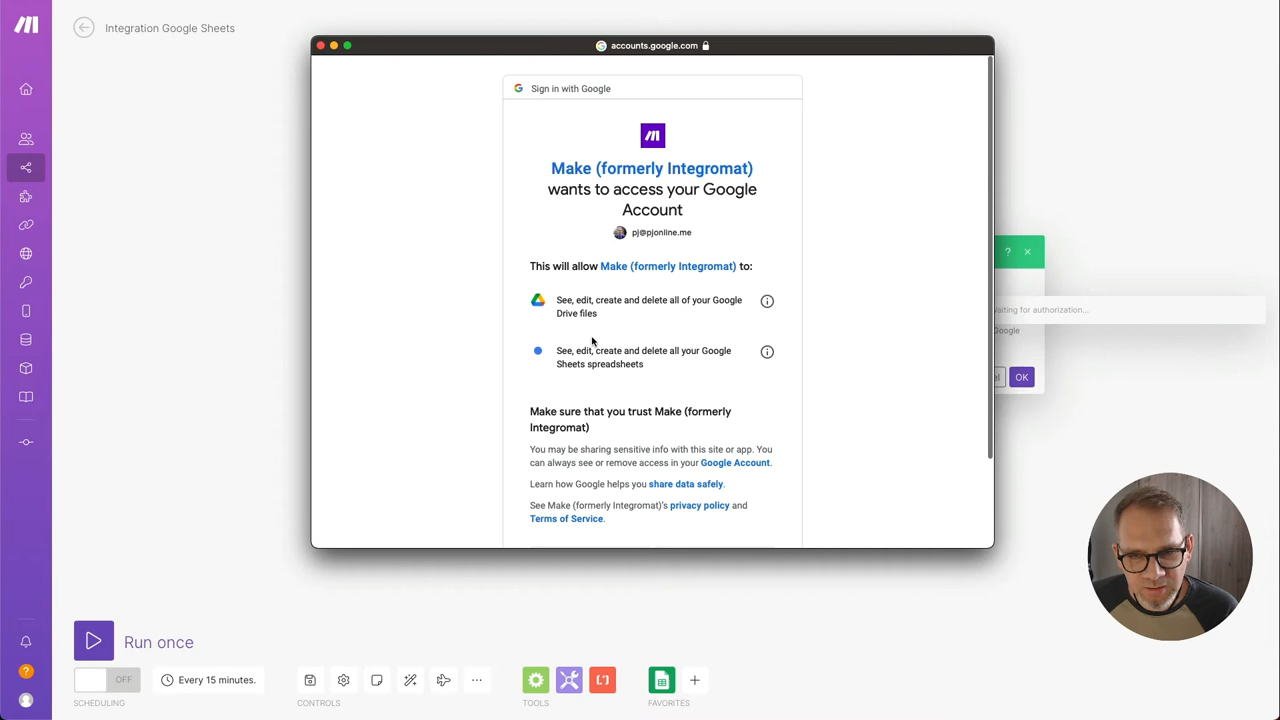 Integration Google Sheets
accounts.google.com
Sign in with Google
Make (formerly Integromat)
wants to access your Google
Account
pj@pjonline.me
This will allow Make (formerly Integromat) to:
See, edit, create and delete all of your Google
Drive files
See, edit, create and delete all your Google
Sheets spreadsheets
Make sure that you trust Make (formerly
Integromat)
You may be sharing sensitive info with this site or app. You
can always see or remove access in your Google Account.
Learn how Google helps you share data safely.
See Make (formerly Integromat)'s privacy policy and
Terms of Service.
?
aiting for authorization...
Google
el
OK
Run once
OFF
Every 15 minutes.
SCHEDULING
CONTROLS
TOOLS
FAVORITES